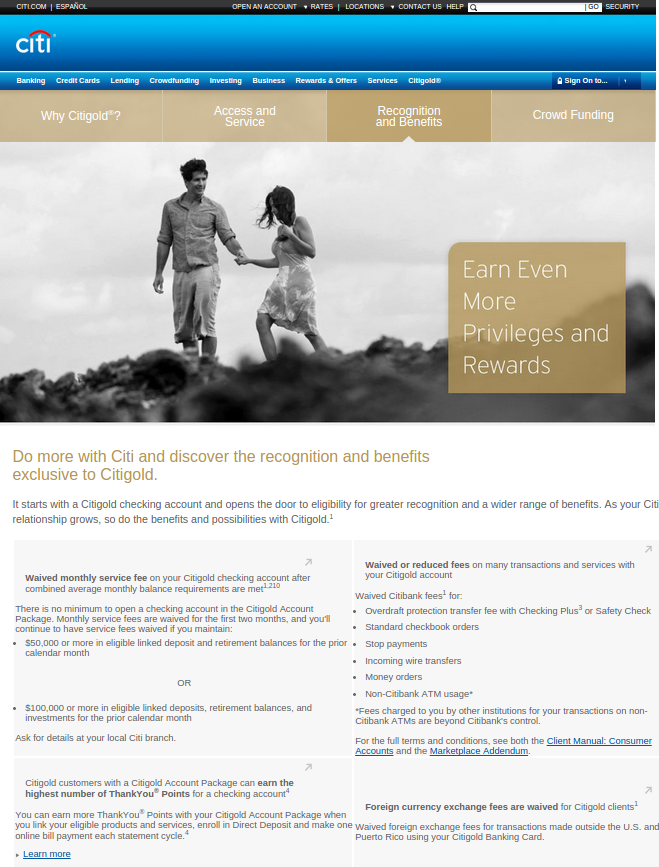 CITI.COM | ESPAÑOL OPEN AN ACCOUNT ▼ RATES | LOCATIONS ▼ CONTACT US HELP | GO SECURITY
citi®
Banking Credit Cards Lending Crowdfunding Investing Business Rewards & Offers Services Citigold® Sign On to...
Why Citigold®?
Access and
Service
Recognition
and Benefits
Crowd Funding
Earn Even
More
Privileges and
Rewards
Do more with Citi and discover the recognition and benefits
exclusive to Citigold.
It starts with a Citigold checking account and opens the door to eligibility for greater recognition and a wider range of benefits. As your Citi
relationship grows, so do the benefits and possibilities with Citigold.1
Waived monthly service fee on your Citigold checking account after
combined average monthly balance requirements are met1,210
There is no minimum to open a checking account in the Citigold Account
Package. Monthly service fees are waived for the first two months, and you'll
continue to have service fees waived if you maintain:
• $50,000 or more in eligible linked deposit and retirement balances for the prior
calendar month
OR
• $100,000 or more in eligible linked deposits, retirement balances, and
investments for the prior calendar month
Ask for details at your local Citi branch.
Waived or reduced fees on many transactions and services with
your Citigold account
Waived Citibank fees1 for:
• Overdraft protection transfer fee with Checking Plus3 or Safety Check
• Standard checkbook orders
• Stop payments
• Incoming wire transfers
• Money orders
• Non-Citibank ATM usage*
*Fees charged to you by other institutions for your transactions on non-
Citibank ATMs are beyond Citibank's control.
For the full terms and conditions, see both the Client Manual: Consumer
Accounts and the Marketplace Addendum.
Citigold customers with a Citigold Account Package can earn the
highest number of ThankYou® Points for a checking account4
You can earn more ThankYou® Points with your Citigold Account Package when
you link your eligible products and services, enroll in Direct Deposit and make one
online bill payment each statement cycle.4
Learn more
Foreign currency exchange fees are waived for Citigold clients1
Waived foreign exchange fees for transactions made outside the U.S. and
Puerto Rico using your Citigold Banking Card.